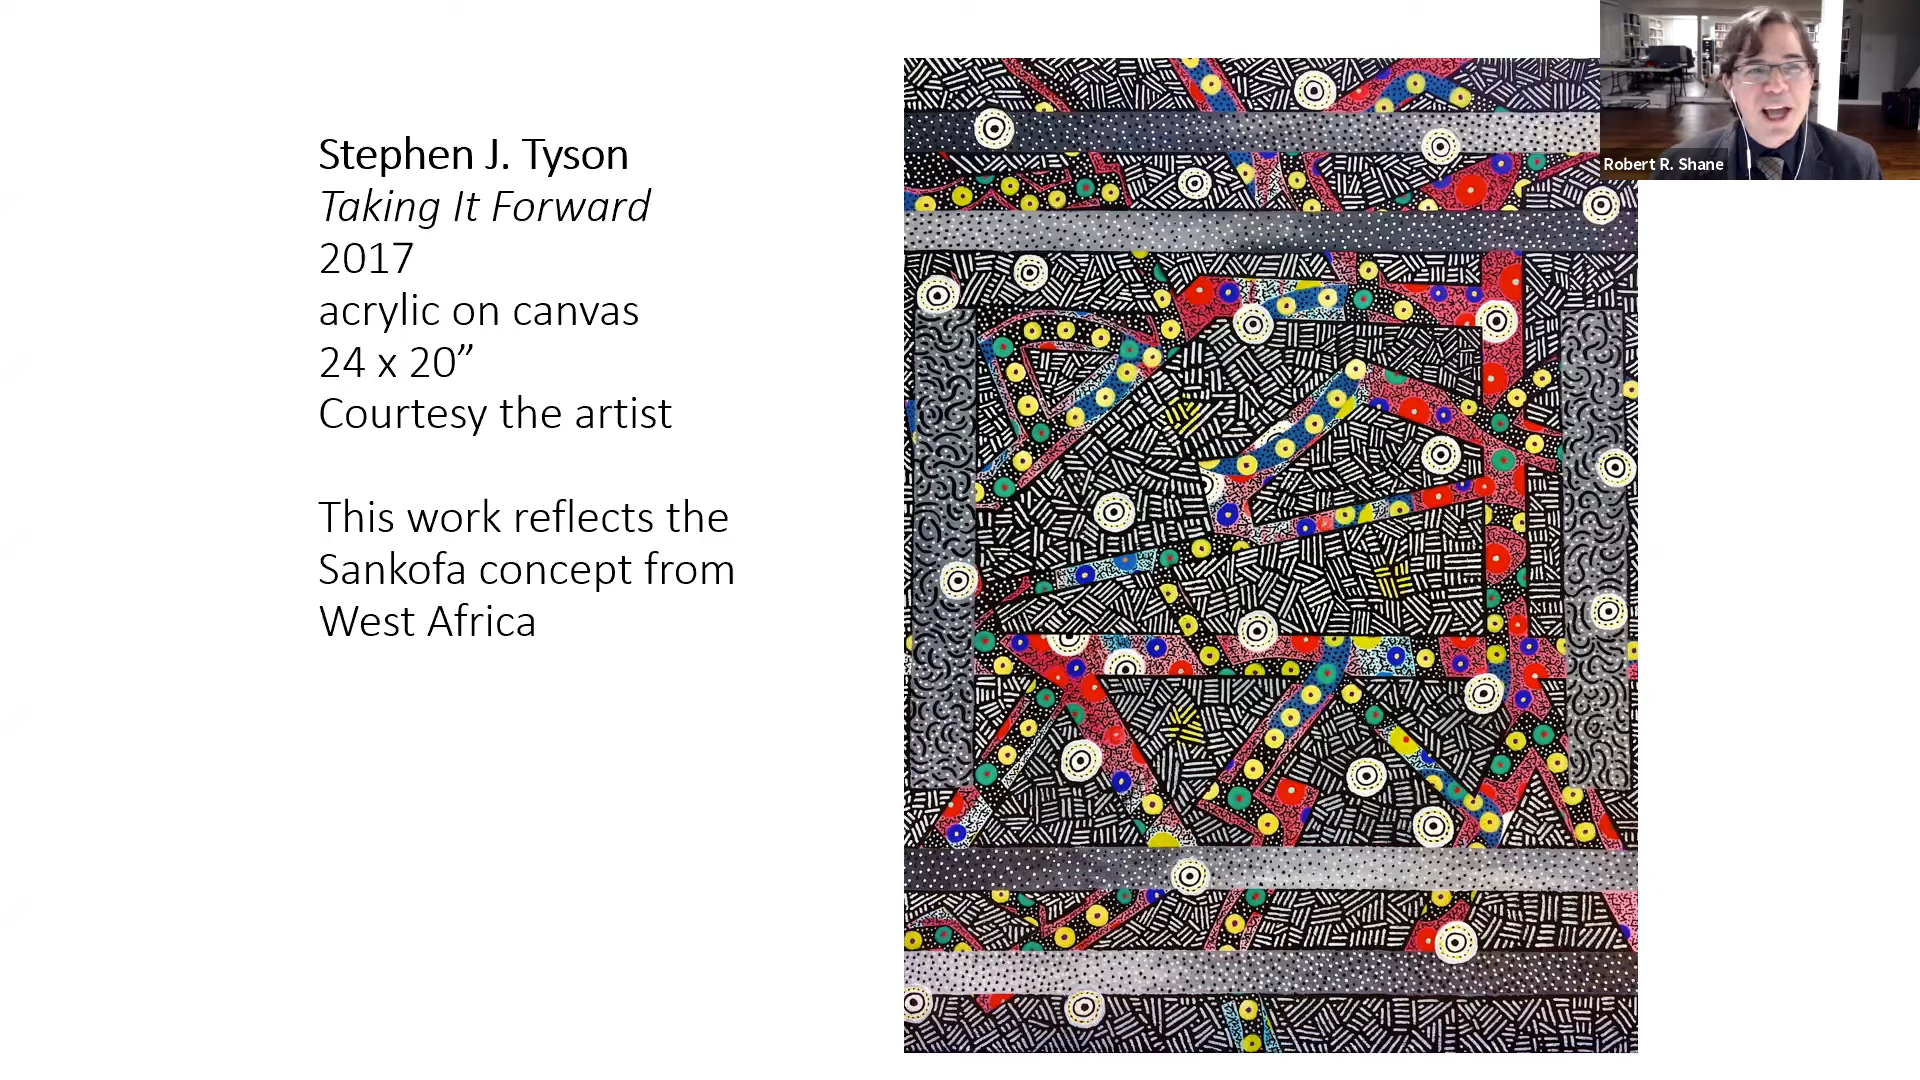 Stephen J. Tyson
Taking It Forward
2017
acrylic on canvas
24 x 20”
Courtesy the artist
This work reflects the
Sankofa concept from
West Africa
Robert R. Shane